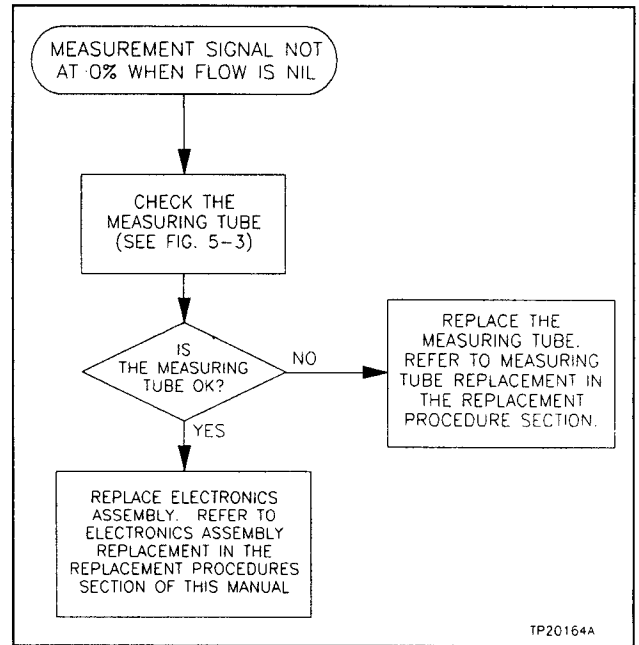 MEASUREMENT SIGNAL NOT
AT 0% WHEN FLOW IS NIL
CHECK THE
MEASURING TUBE
(SEE FIG. 5-3)
IS
THE MEASURING
TUBE OK?
NO
REPLACE THE
MEASURING TUBE.
REFER TO MEASURING
TUBE REPLACEMENT IN
THE REPLACEMENT
PROCEDURE SECTION.
YES
REPLACE ELECTRONICS
ASSEMBLY. REFER TO
ELECTRONICS ASSEMBLY
REPLACEMENT IN THE
REPLACEMENT PROCEDURES
SECTION OF THIS MANUAL
TP20164A